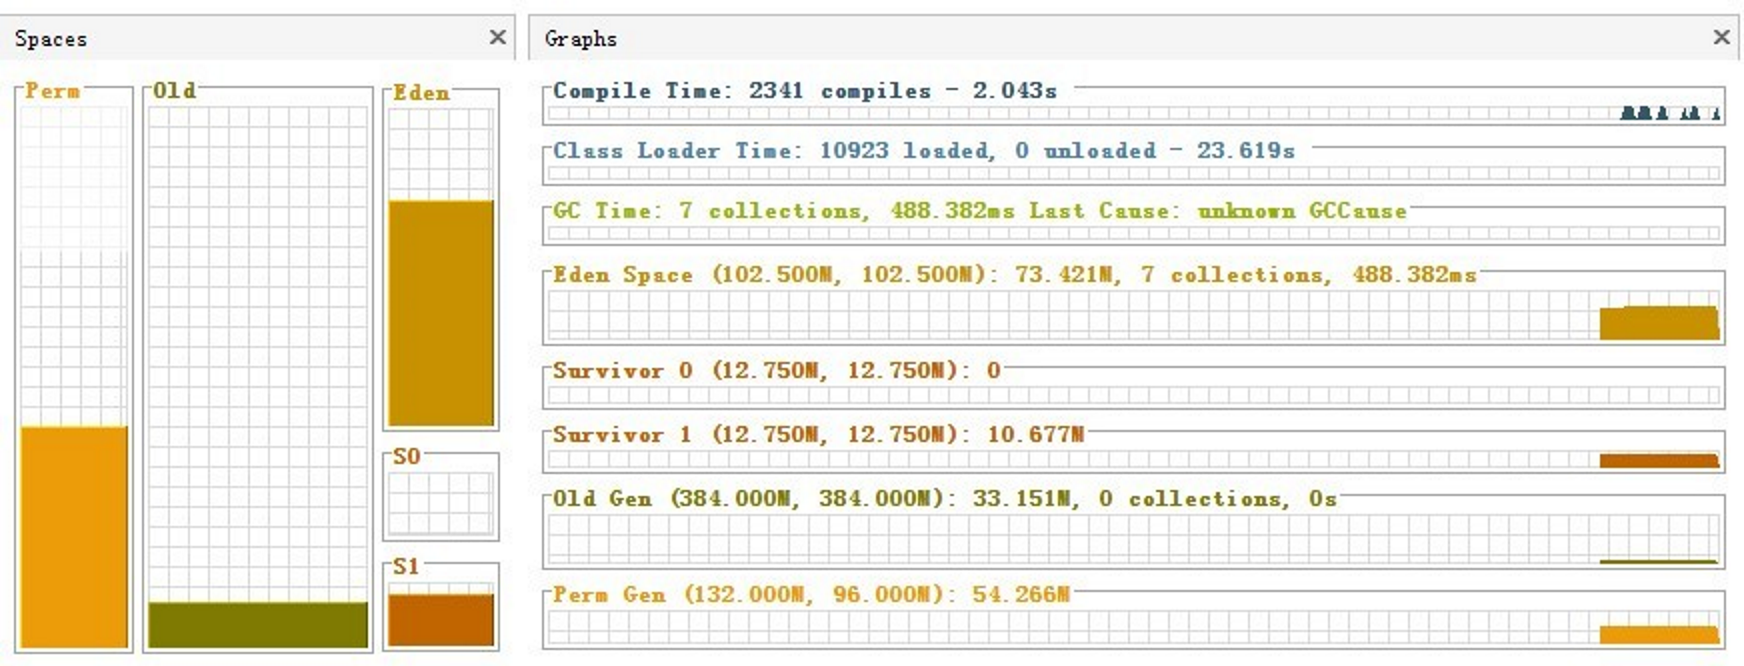 Spaces
Graphs
Perm
Old
Eden
S0
S1
Compile Time: 2341 compiles - 2.043s
Class Loader Time: 10923 loaded, 0 unloaded - 23.619s
GC Time: 7 collections, 488.382ms Last Cause: unknown GCCause
Eden Space (102.500M, 102.500M): 73.421M, 7 collections, 488.382ms
Survivor 0 (12.750M, 12.750M): 0
Survivor 1 (12.750M, 12.750M): 10.677M
Old Gen (384.000M, 384.000M): 33.151M, 0 collections, 0s
Perm Gen (132.000M, 96.000M): 54.266M